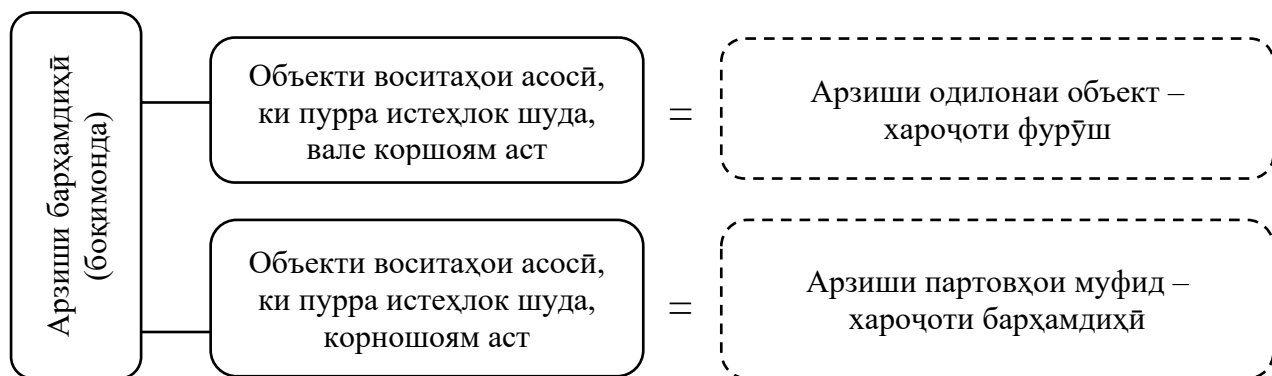 Арзиши барҳамдиҳӣ
(боқимонда)
Объекти воситаҳои асосӣ,
ки пурра истеҳлок шуда,
вале коршоям аст
=
Арзиши одилонаи объект –
хароҷоти фурӯш
Объекти воситаҳои асосӣ,
ки пурра истеҳлок шуда,
корношоям аст
=
Арзиши партовҳои муфид –
хароҷоти барҳамдиҳӣ